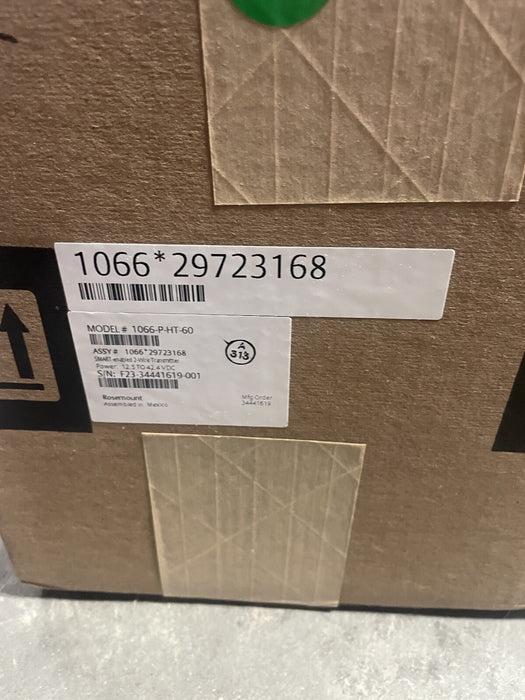 1066*29723168
MODEL # 1066-P-HT-60
ASSY # 1066*29723168
SMART-enabled 2-Wire Transmitter
Power: 12.5 TO 42.4 VDC
S/N: F23-34441619-001
A
313
Rosemount
Assembled in Mexico
Mfg Order
34441619